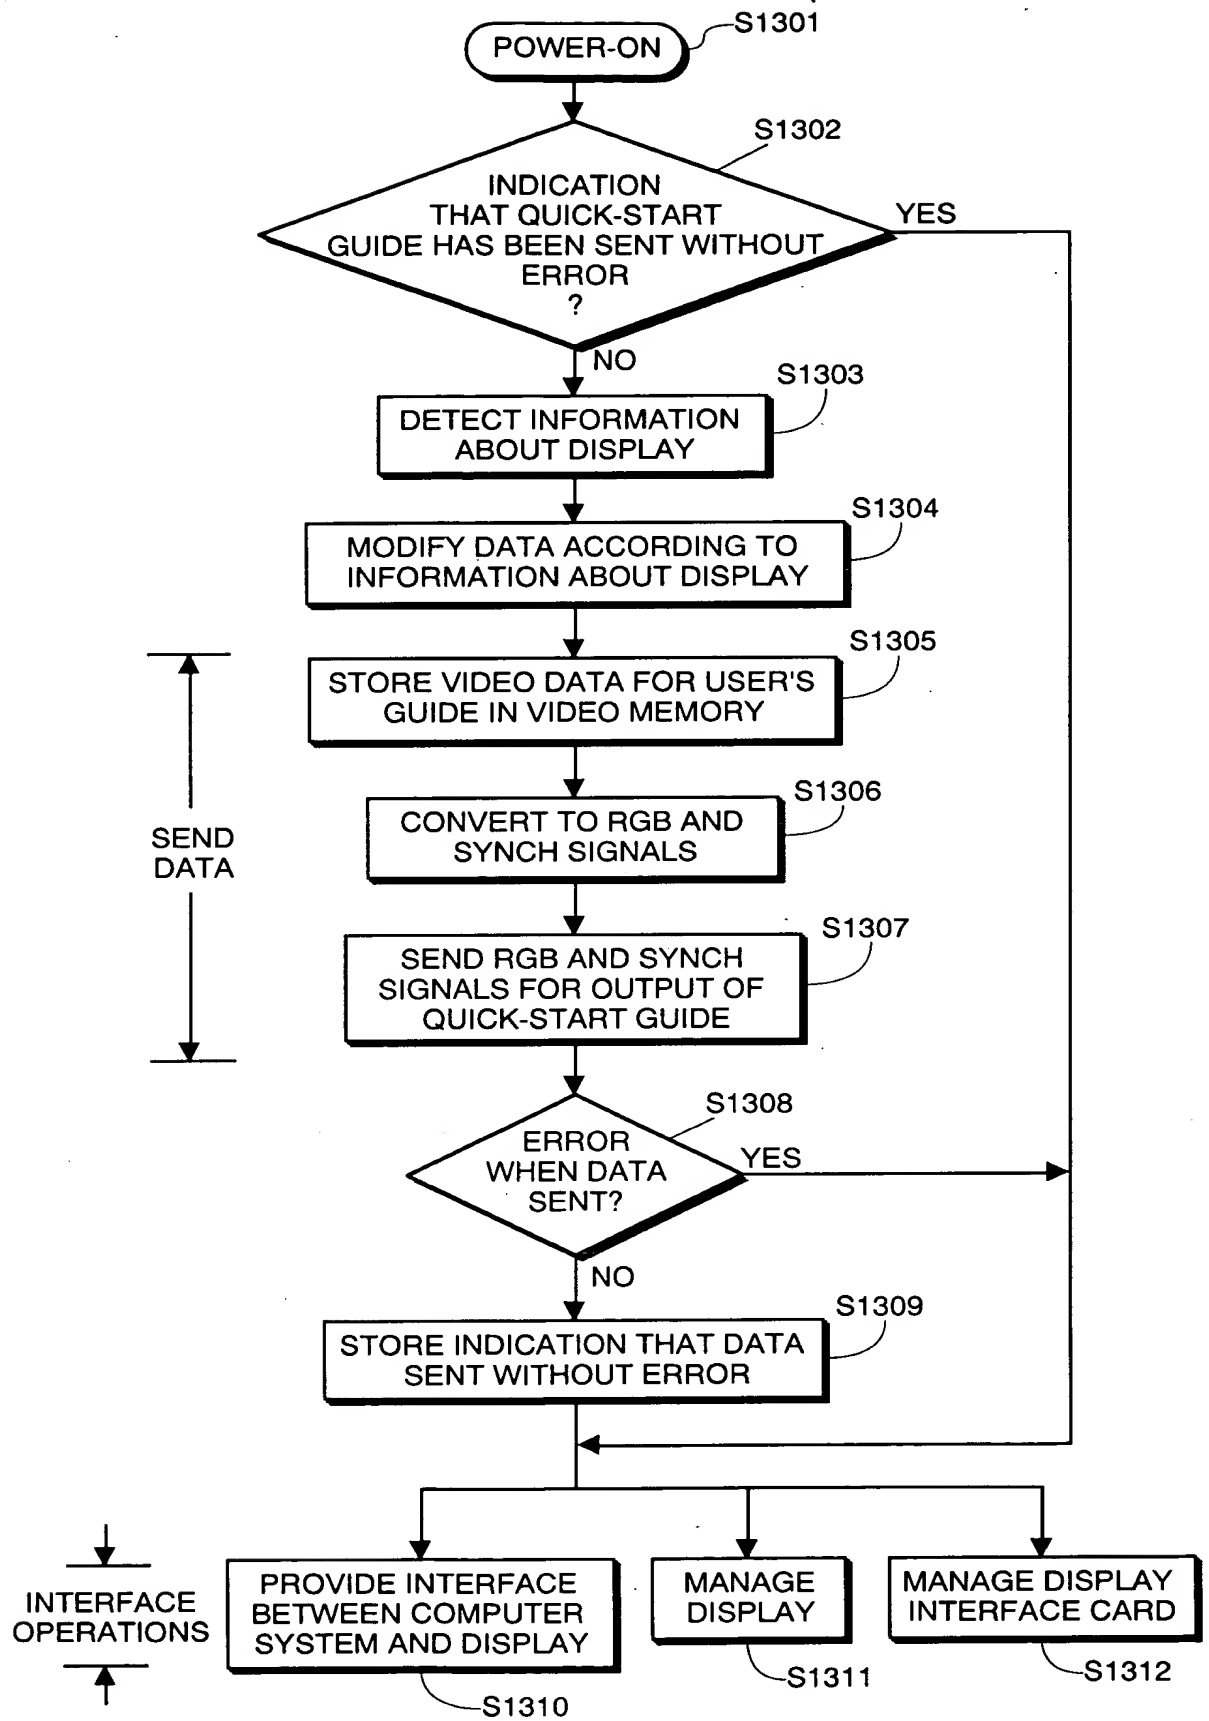 POWER-ON
S1301
S1302
INDICATION
THAT QUICK-START
GUIDE HAS BEEN SENT WITHOUT
ERROR
?
YES
NO
S1303
DETECT INFORMATION
ABOUT DISPLAY
S1304
MODIFY DATA ACCORDING TO
INFORMATION ABOUT DISPLAY
S1305
STORE VIDEO DATA FOR USER'S
GUIDE IN VIDEO MEMORY
S1306
CONVERT TO RGB AND
SYNCH SIGNALS
SEND
DATA
S1307
SEND RGB AND SYNCH
SIGNALS FOR OUTPUT OF
QUICK-START GUIDE
S1308
ERROR
WHEN DATA
SENT?
YES
NO
S1309
STORE INDICATION THAT DATA
SENT WITHOUT ERROR
INTERFACE
OPERATIONS
PROVIDE INTERFACE
BETWEEN COMPUTER
SYSTEM AND DISPLAY
S1310
MANAGE
DISPLAY
S1311
MANAGE DISPLAY
INTERFACE CARD
S1312